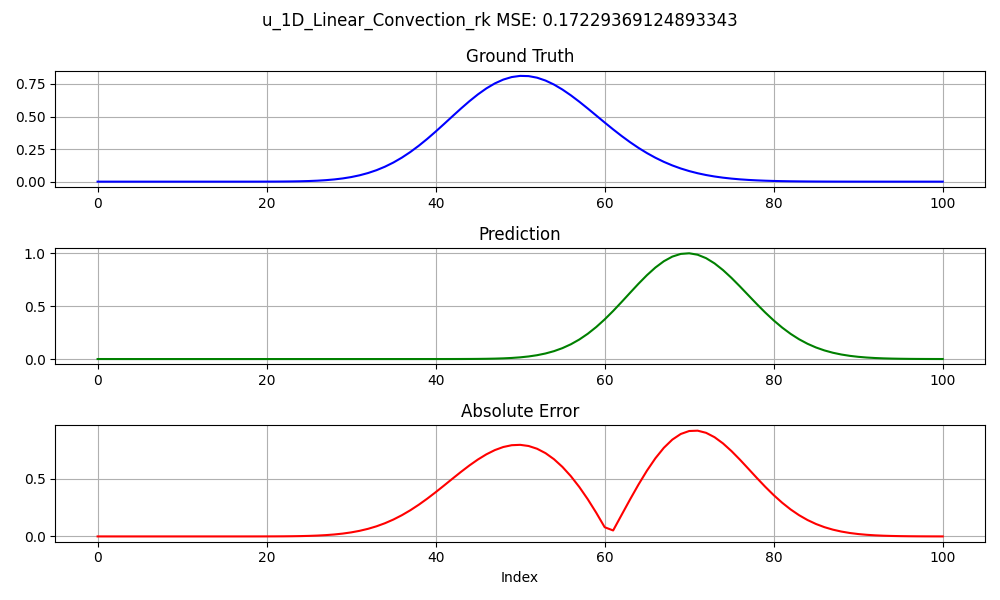 u_1D_Linear_Convection_rk MSE: 0.17229369124893343
Ground Truth
0.75
0.50
0.25
0.00
0 20 40 60 80 100
Prediction
1.0
0.5
0.0
0 20 40 60 80 100
Absolute Error
0.5
0.0
0 20 40 60 80 100
Index